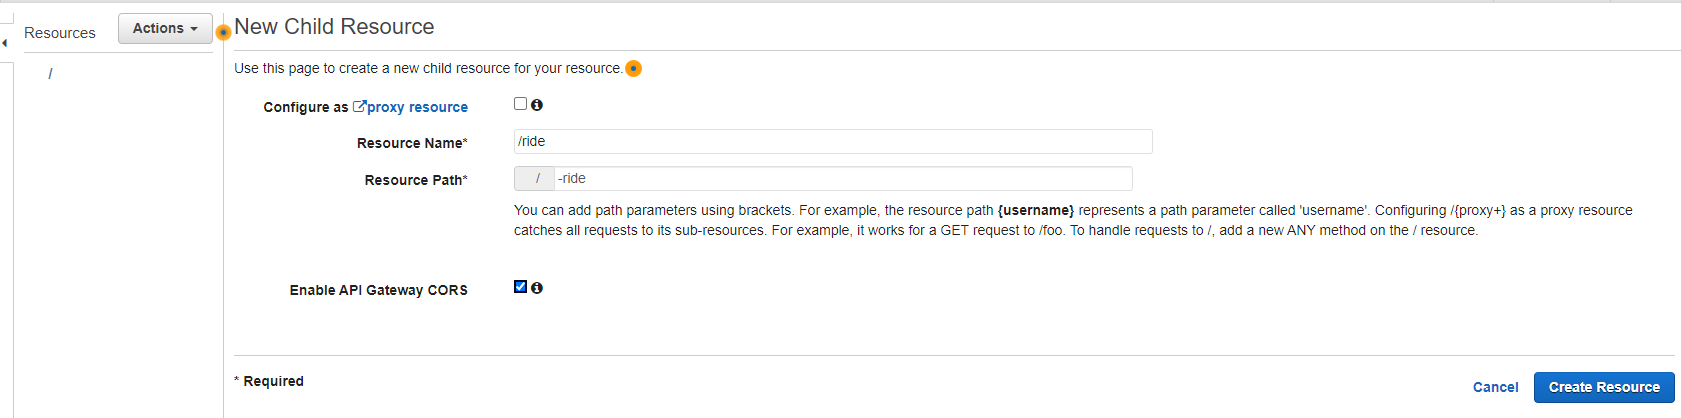 Resources
Actions
/
New Child Resource
Use this page to create a new child resource for your resource.
Configure as proxy resource
Resource Name*
/ride
Resource Path*
/ -ride
You can add path parameters using brackets. For example, the resource path {username} represents a path parameter called 'username'. Configuring /{proxy+} as a proxy resource
catches all requests to its sub-resources. For example, it works for a GET request to /foo. To handle requests to /, add a new ANY method on the / resource.
Enable API Gateway CORS
* Required
Cancel
Create Resource